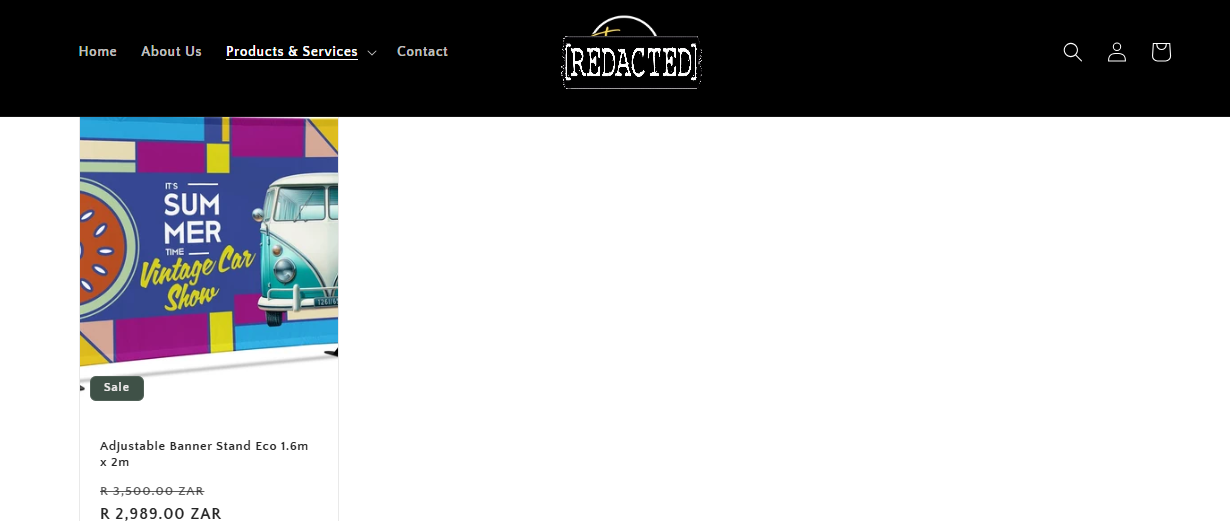 Home About Us Products & Services Contact
[REDACTED]
IT'S
SUM
MER
TIME
Vintage Car
Show
Sale
Adjustable Banner Stand Eco 1.6m
x 2m
R 3,500.00 ZAR
R 2,989.00 ZAR